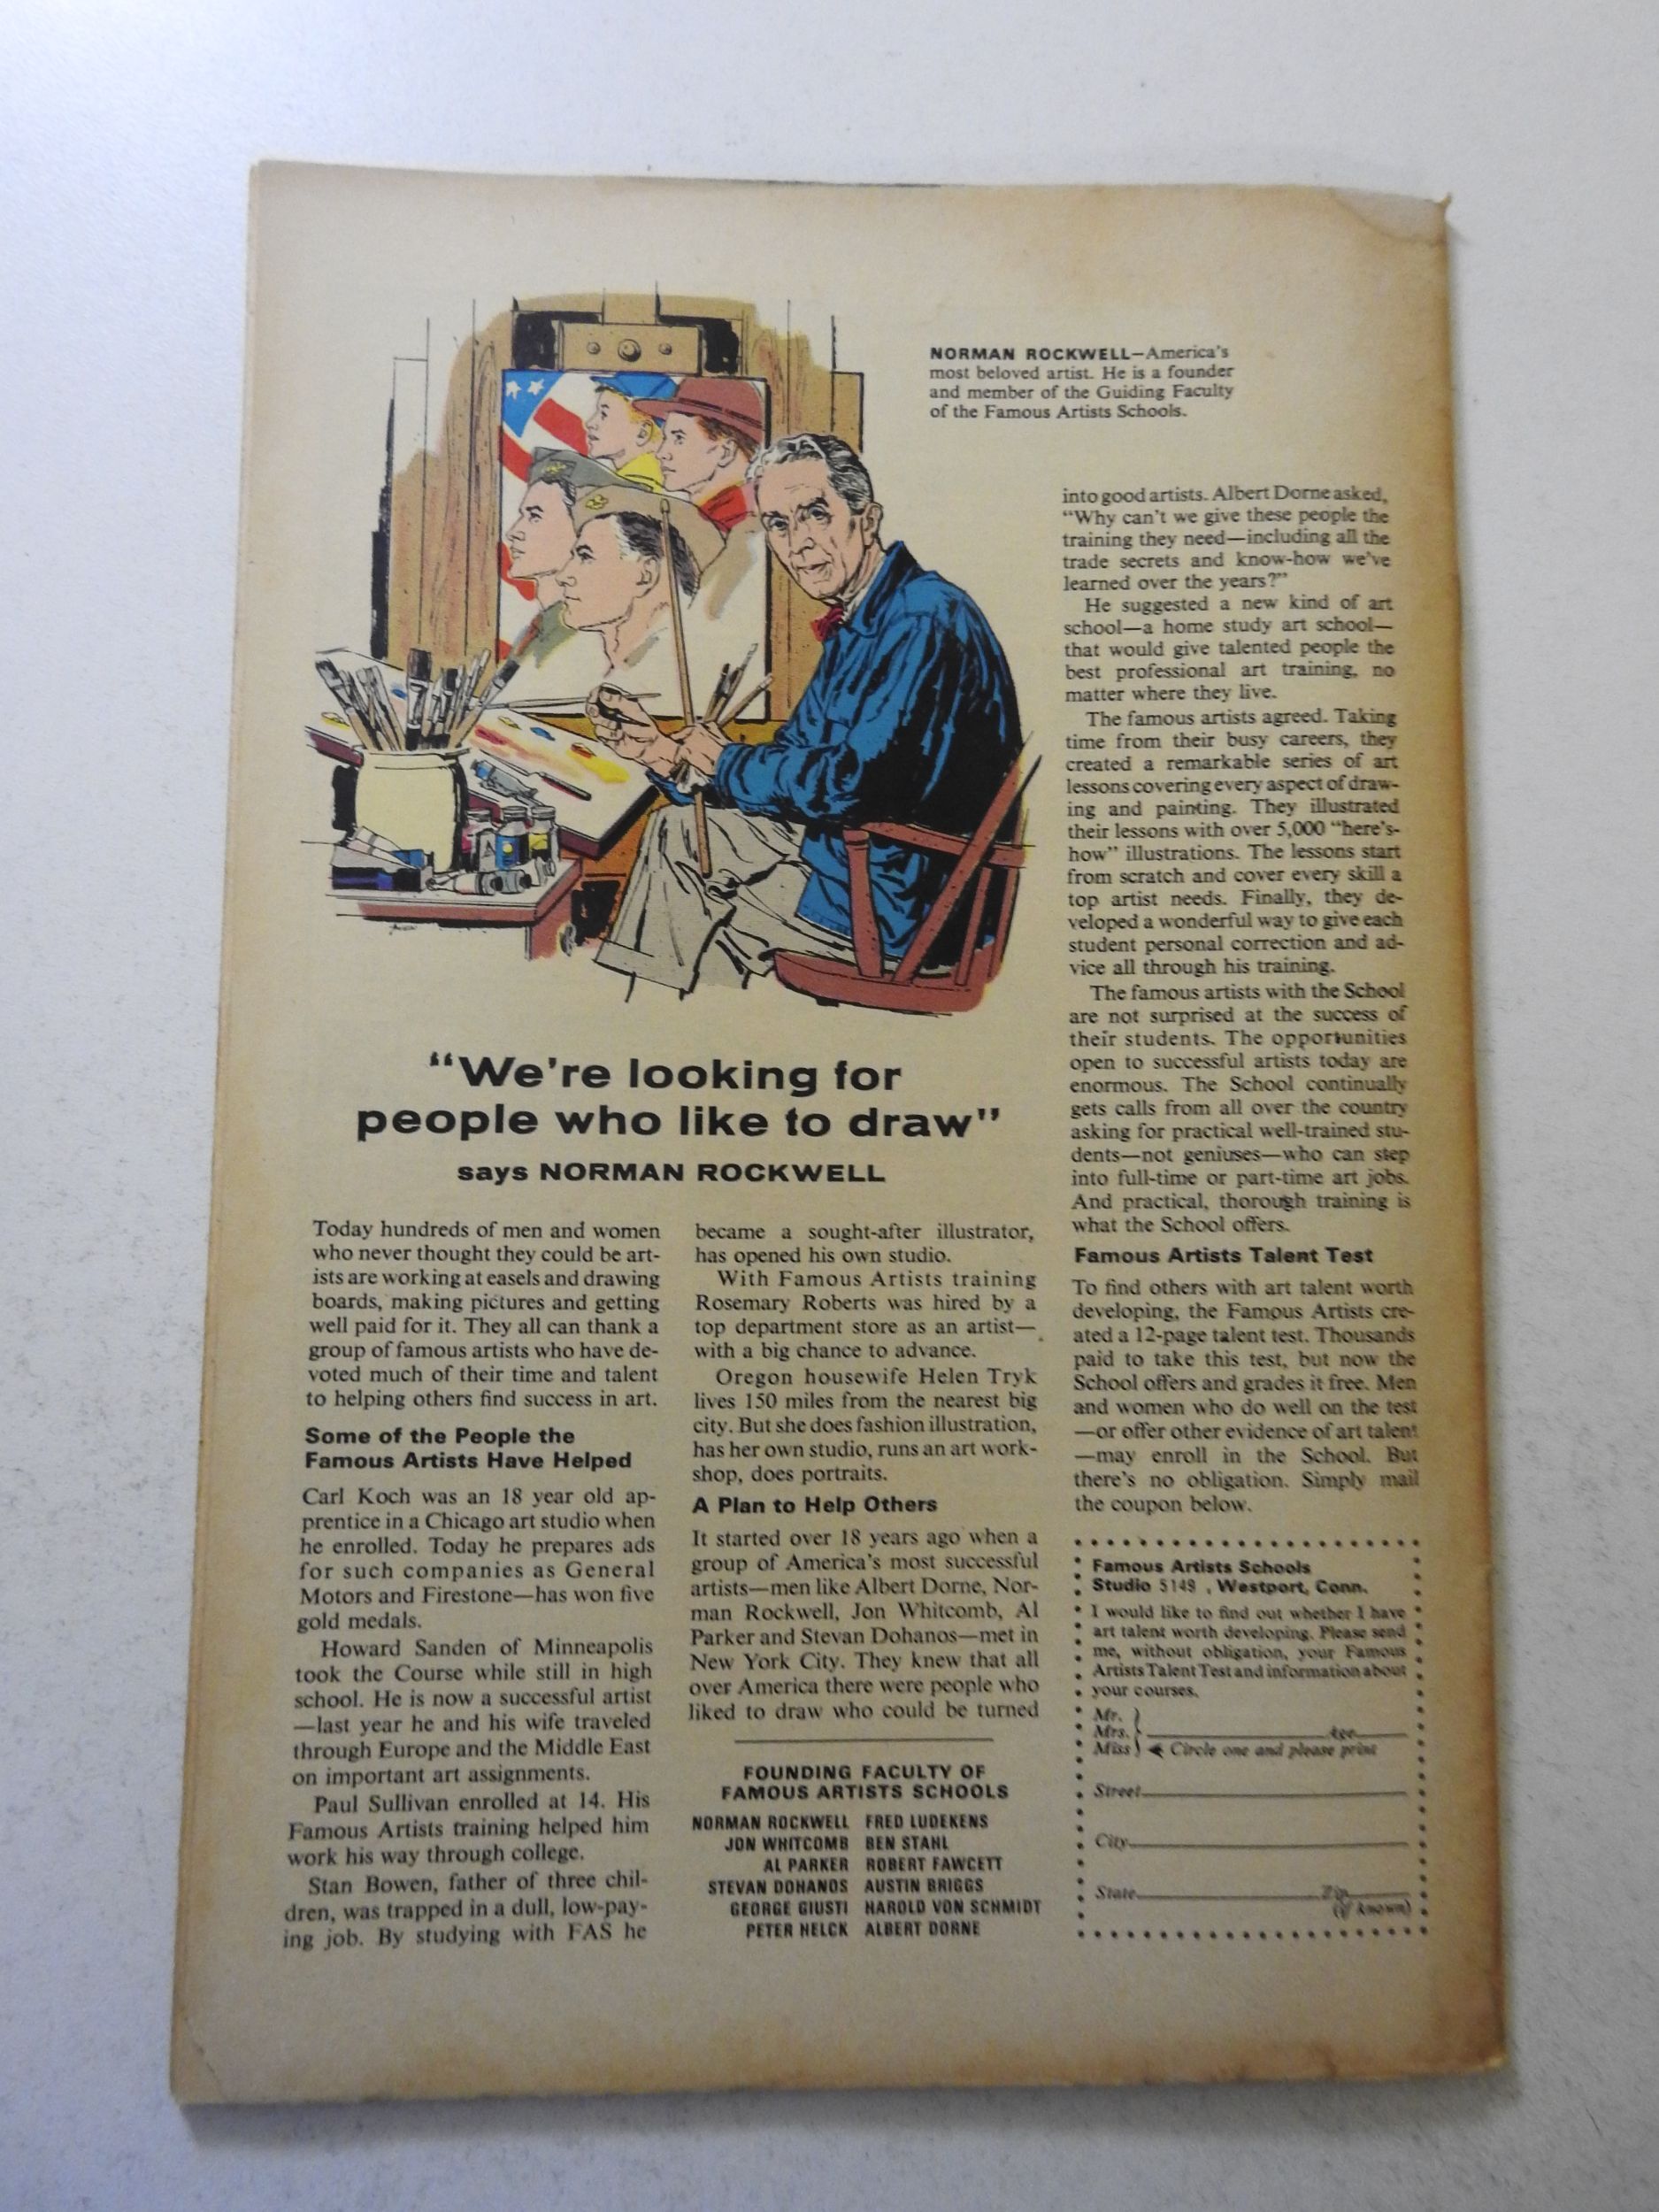 NORMAN ROCKWELL—America's
most beloved artist. He is a founder
and member of the Guiding Faculty
of the Famous Artists Schools.
"We're looking for
people who like to draw"
says NORMAN ROCKWELL
Today hundreds of men and women
who never thought they could be art-
ists are working at easels and drawing
boards, making pictures and getting
well paid for it. They all can thank a
group of famous artists who have de-
voted much of their time and talent
to helping others find success in art.
Some of the People the
Famous Artists Have Helped
Carl Koch was an 18 year old ap-
prentice in a Chicago art studio when
he enrolled. Today he prepares ads
for such companies as General
Motors and Firestone—has won five
gold medals.
Howard Sanden of Minneapolis
took the Course while still in high
school. He is now a successful artist
—last year he and his wife traveled
through Europe and the Middle East
on important art assignments.
Paul Sullivan enrolled at 14. His
Famous Artists training helped him
work his way through college.
Stan Bowen, father of three chil-
dren, was trapped in a dull, low-pay-
ing job. By studying with FAS he
became a sought-after illustrator,
has opened his own studio.
With Famous Artists training
Rosemary Roberts was hired by a
top department store as an artist—
with a big chance to advance.
Oregon housewife Helen Tryk
lives 150 miles from the nearest big
city. But she does fashion illustration,
has her own studio, runs an art work-
shop, does portraits.
A Plan to Help Others
It started over 18 years ago when a
group of America's most successful
artists—men like Albert Dorne, Nor-
man Rockwell, Jon Whitcomb, Al
Parker and Stevan Dohanos—met in
New York City. They knew that all
over America there were people who
liked to draw who could be turned
FOUNDING FACULTY OF
FAMOUS ARTISTS SCHOOLS
NORMAN ROCKWELL FRED LUDEKENS
JON WHITCOMB BEN STAHL
AL PARKER ROBERT FAWCETT
STEVAN DOHANOS AUSTIN BRIGGS
GEORGE GIUSTI HAROLD VON SCHMIDT
PETER HELCK ALBERT DORNE
into good artists. Albert Dorne asked,
"Why can't we give these people the
training they need—including all the
trade secrets and know-how we've
learned over the years?"
He suggested a new kind of art
school—a home study art school—
that would give talented people the
best professional art training, no
matter where they live.
The famous artists agreed. Taking
time from their busy careers, they
created a remarkable series of art
lessons covering every aspect of draw-
ing and painting. They illustrated
their lessons with over 5,000 "here's-
how" illustrations. The lessons start
from scratch and cover every skill a
top artist needs. Finally, they de-
veloped a wonderful way to give each
student personal correction and ad-
vice all through his training.
The famous artists with the School
are not surprised at the success of
their students. The opportunities
open to successful artists today are
enormous. The School continually
gets calls from all over the country
asking for practical well-trained stu-
dents—not geniuses—who can step
into full-time or part-time art jobs.
And practical, thorough training is
what the School offers.
Famous Artists Talent Test
To find others with art talent worth
developing, the Famous Artists cre-
ated a 12-page talent test. Thousands
paid to take this test, but now the
School offers and grades it free. Men
and women who do well on the test
—or offer other evidence of art talent
—may enroll in the School. But
there's no obligation. Simply mail
the coupon below.
Famous Artists Schools
Studio 5149 , Westport, Conn.
I would like to find out whether I have
art talent worth developing. Please send
me, without obligation, your Famous
Artists Talent Test and information about
your courses.
Mr.
Mrs. Age
Miss Circle one and please print
Street
City
State Zip
(if known)